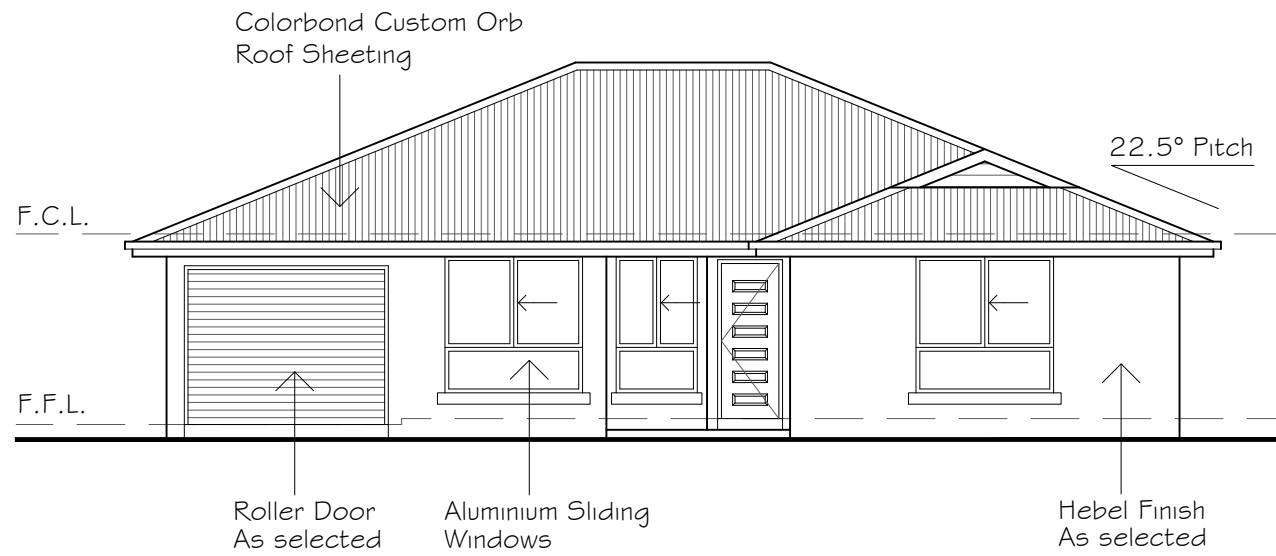 Colorbond Custom Orb
Roof Sheeting
22.5° Pitch
F.C.L.
F.F.L.
Roller Door
As selected
Aluminium Sliding
Windows
Hebel Finish
As selected